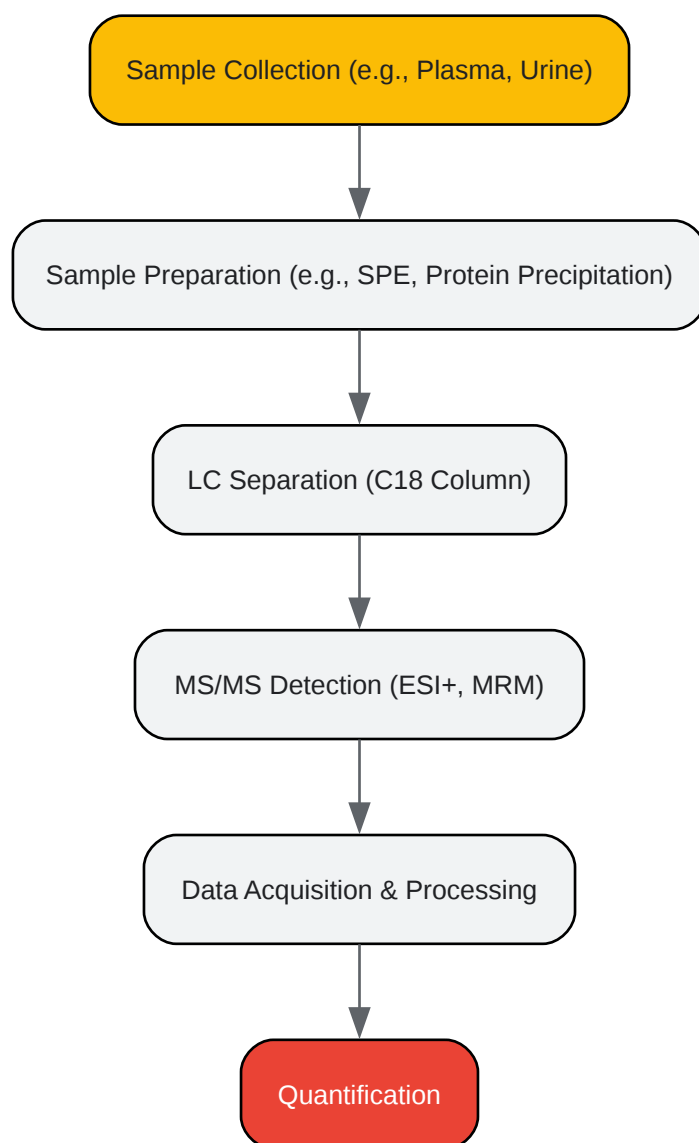 Sample Collection (e.g., Plasma, Urine)
Sample Preparation (e.g., SPE, Protein Precipitation)
LC Separation (C18 Column)
MS/MS Detection (ESI+, MRM)
Data Acquisition & Processing
Quantification